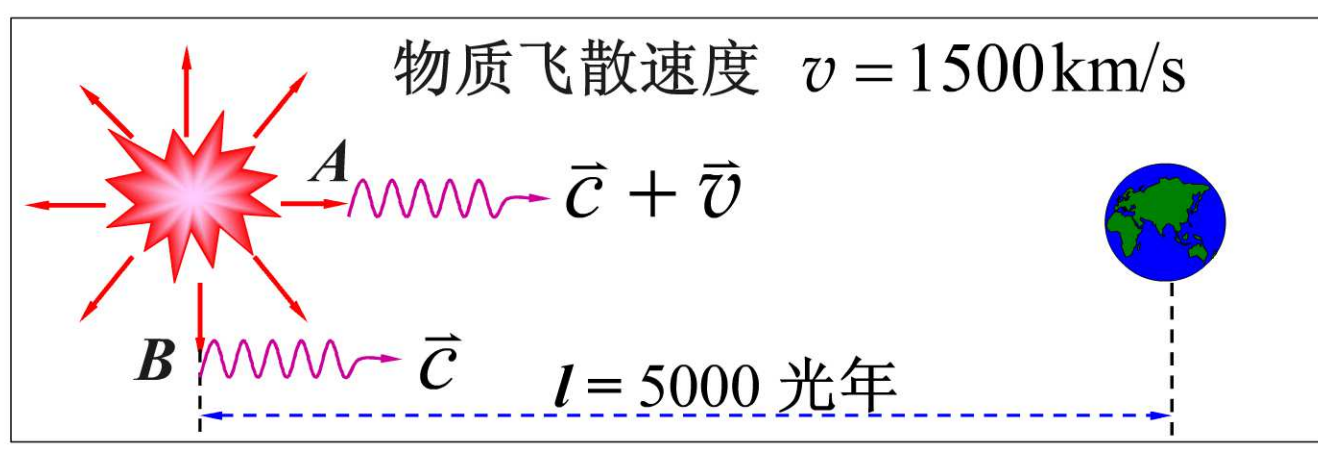 物质飞散速度 v = 1500km/s
A
c⃗ + v⃗
B
c⃗
l = 5000 光年